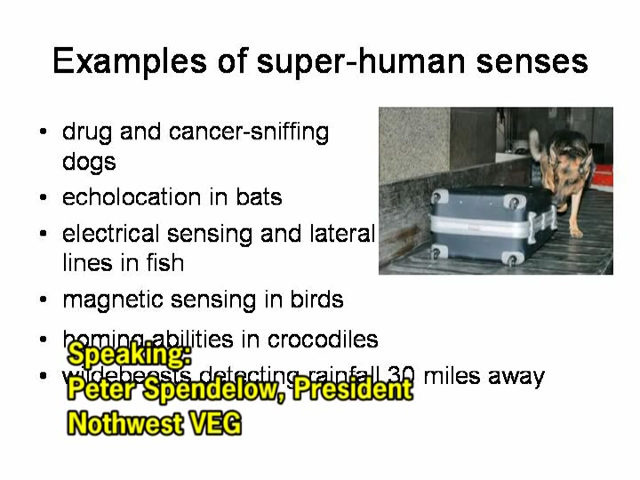 Examples of super-human senses
• drug and cancer-sniffing
dogs
• echolocation in bats
• electrical sensing and lateral
lines in fish
• magnetic sensing in birds
• homing abilities in crocodiles
• wildebeests detecting rainfall 30 miles away
Speaking:
Peter Spendelow, President
Nothwest VEG